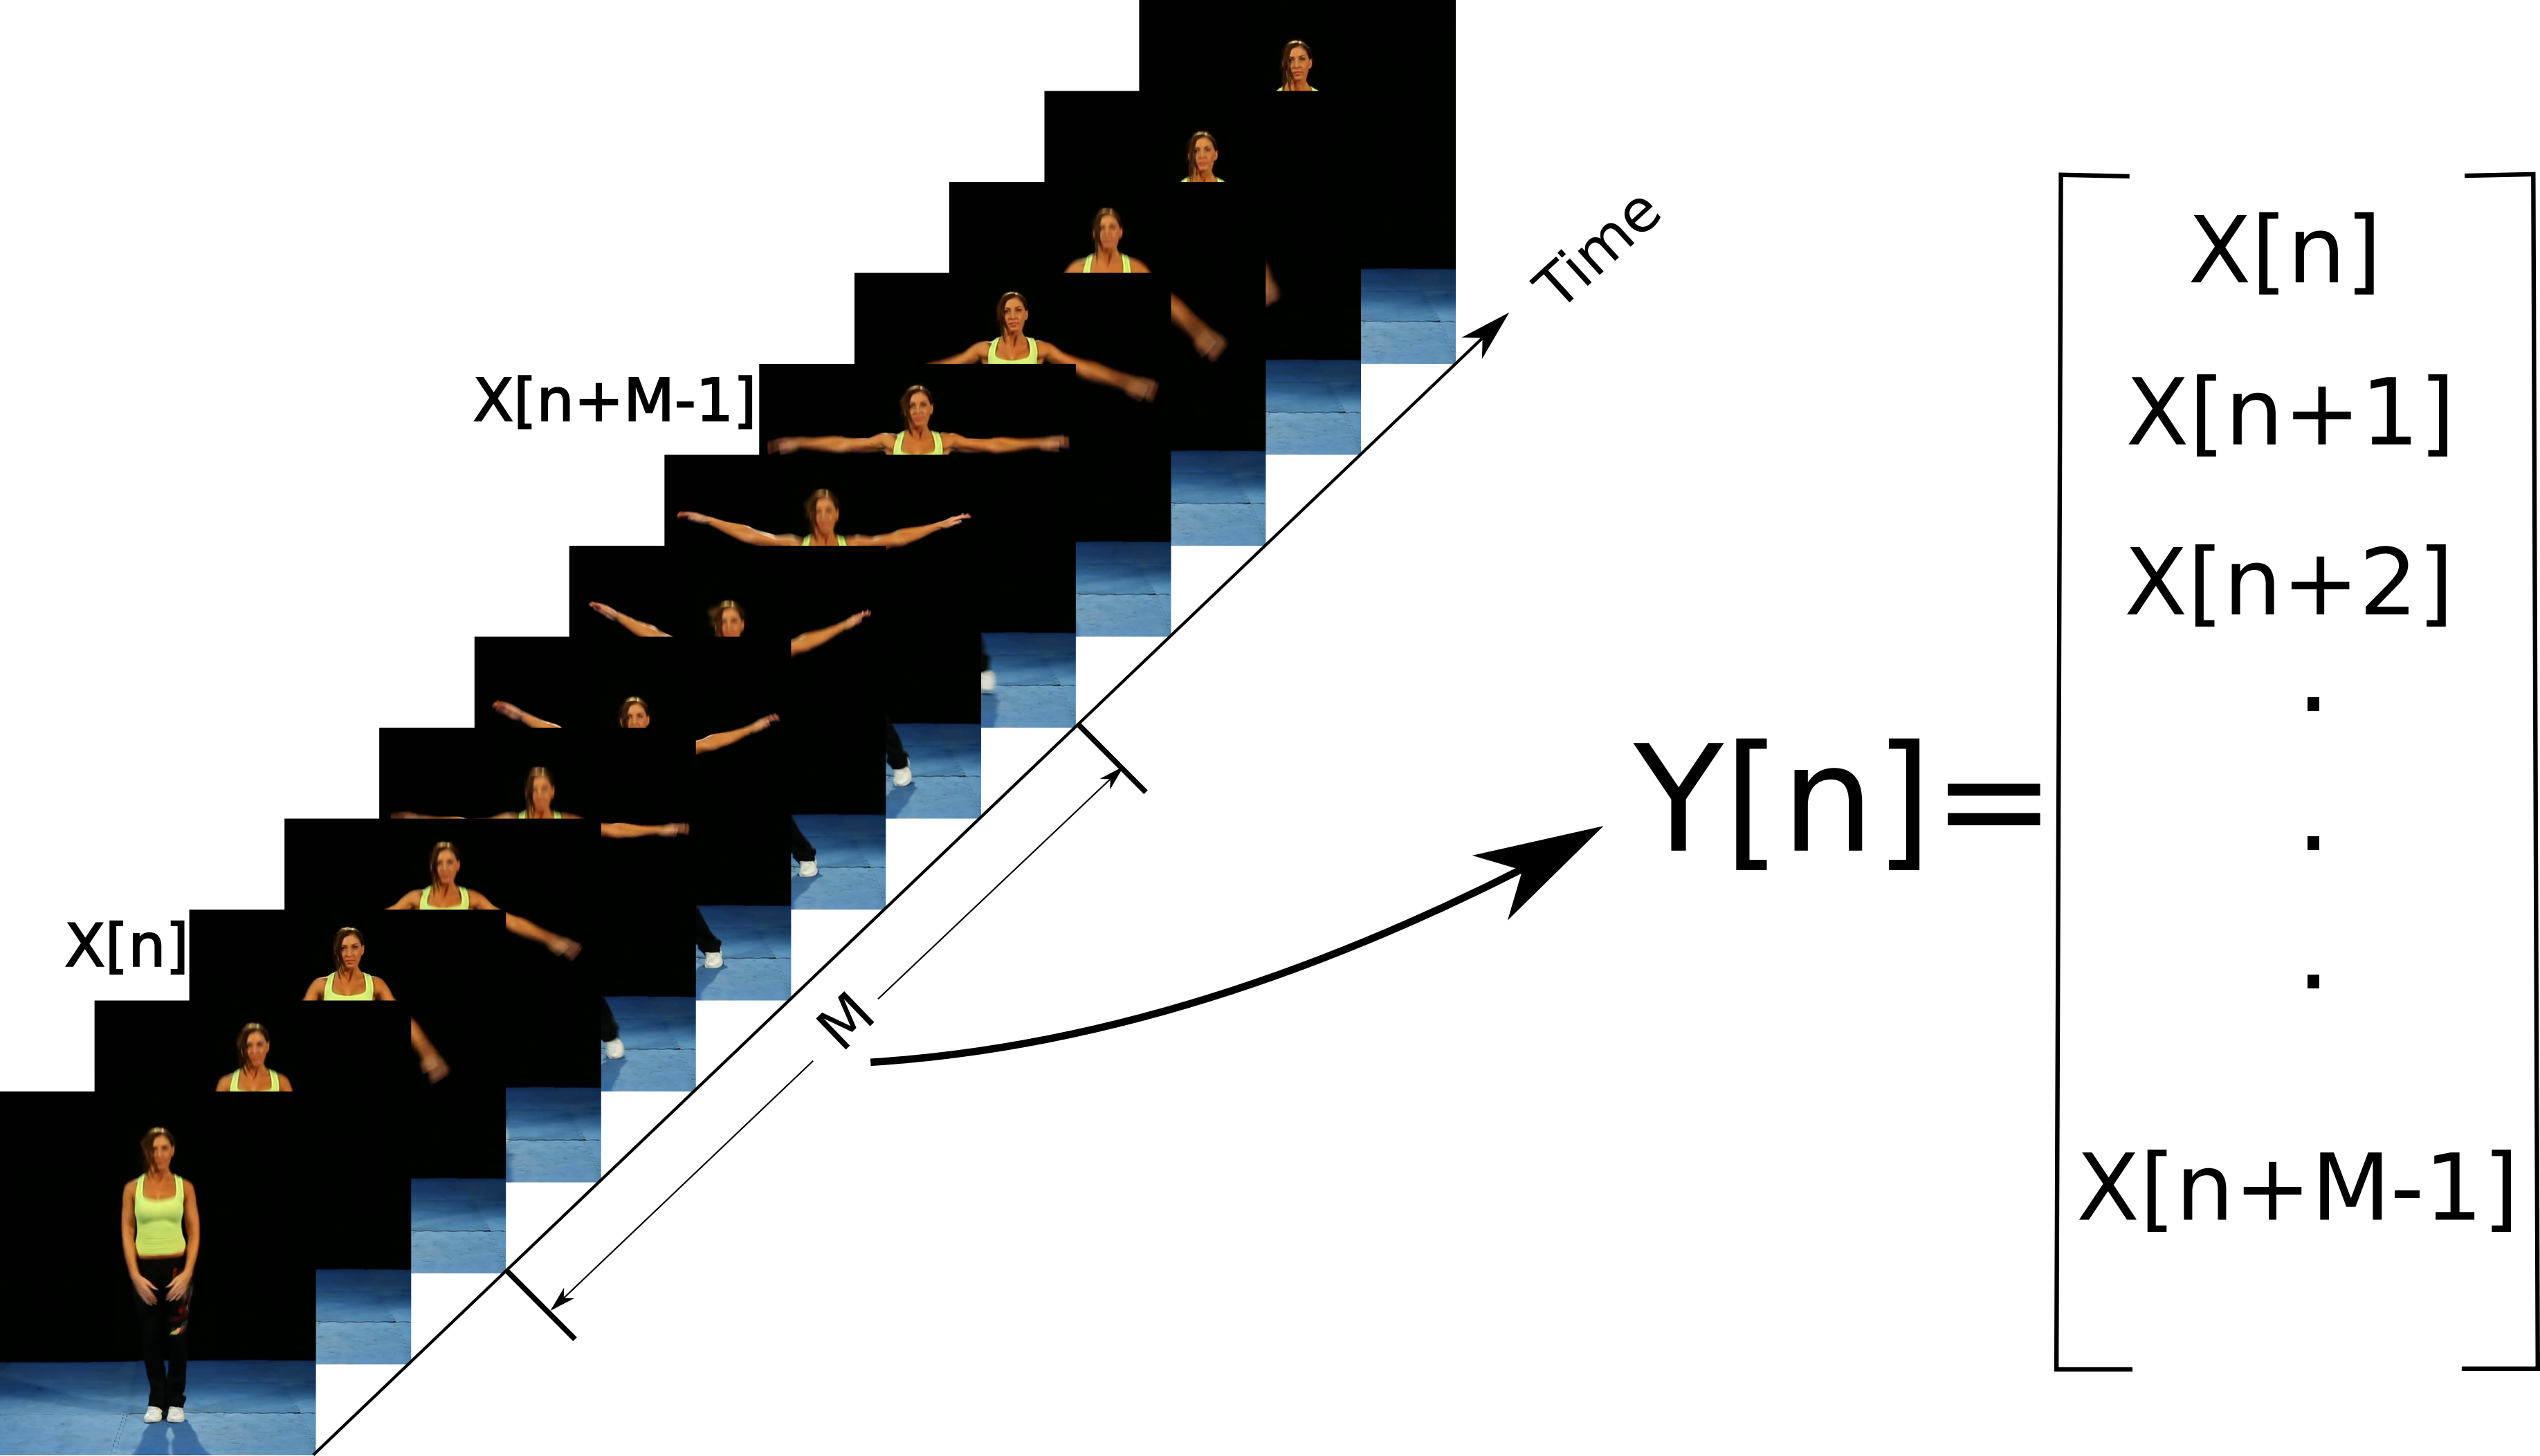 Time
X[n+M-1]
X[n]
M
Y[n]≡
X[n]
X[n+1]
X[n+2]
.
.
.
X[n+M-1]